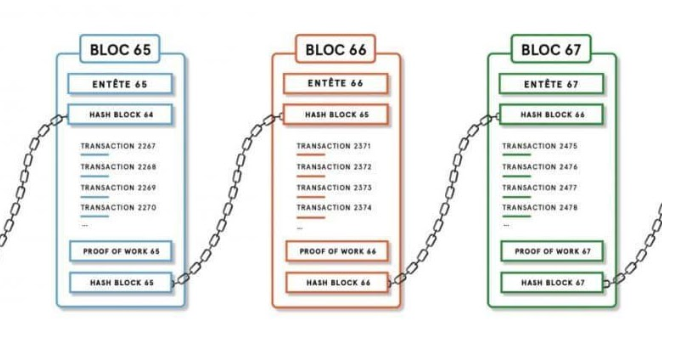 BLOC 65
ENTÊTE 65
HASH BLOCK 64
TRANSACTION 2267
TRANSACTION 2268
TRANSACTION 2269
TRANSACTION 2270
...
PROOF OF WORK 65
HASH BLOCK 65
BLOC 66
ENTÊTE 66
HASH BLOCK 65
TRANSACTION 2371
TRANSACTION 2372
TRANSACTION 2373
TRANSACTION 2374
...
PROOF OF WORK 66
HASH BLOCK 66
BLOC 67
ENTÊTE 67
HASH BLOCK 66
TRANSACTION 2475
TRANSACTION 2476
TRANSACTION 2477
TRANSACTION 2478
...
PROOF OF WORK 67
HASH BLOCK 67